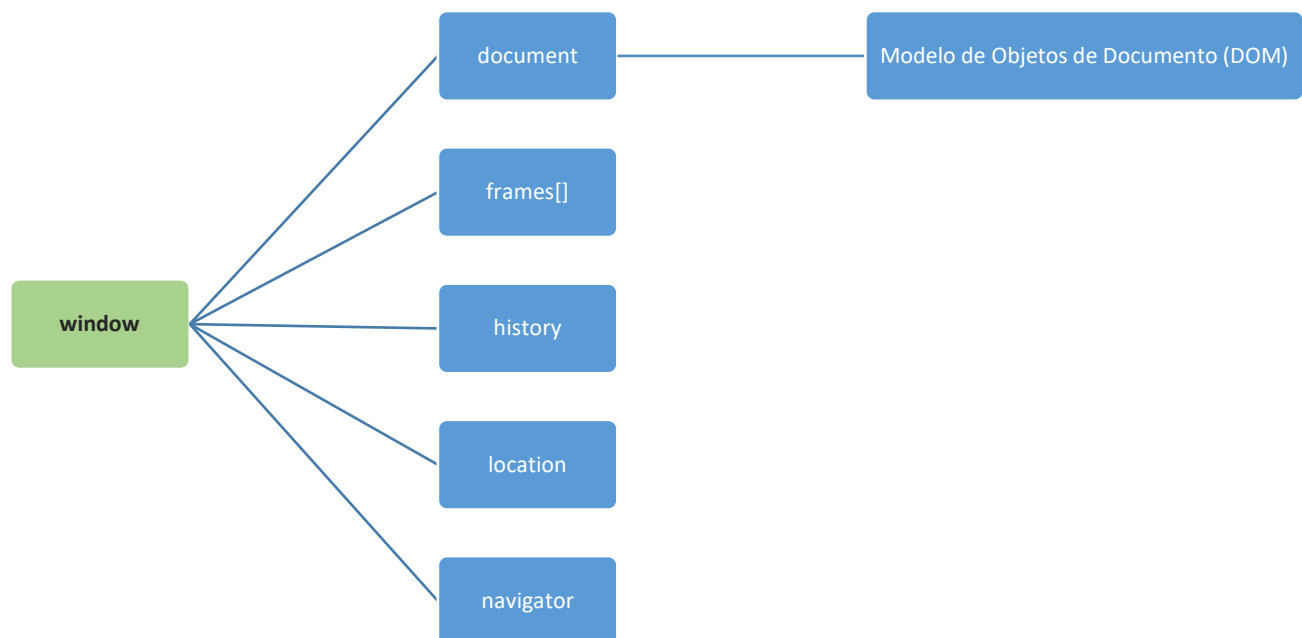 document
Modelo de Objetos de Documento (DOM)
frames[]
history
window
location
navigator